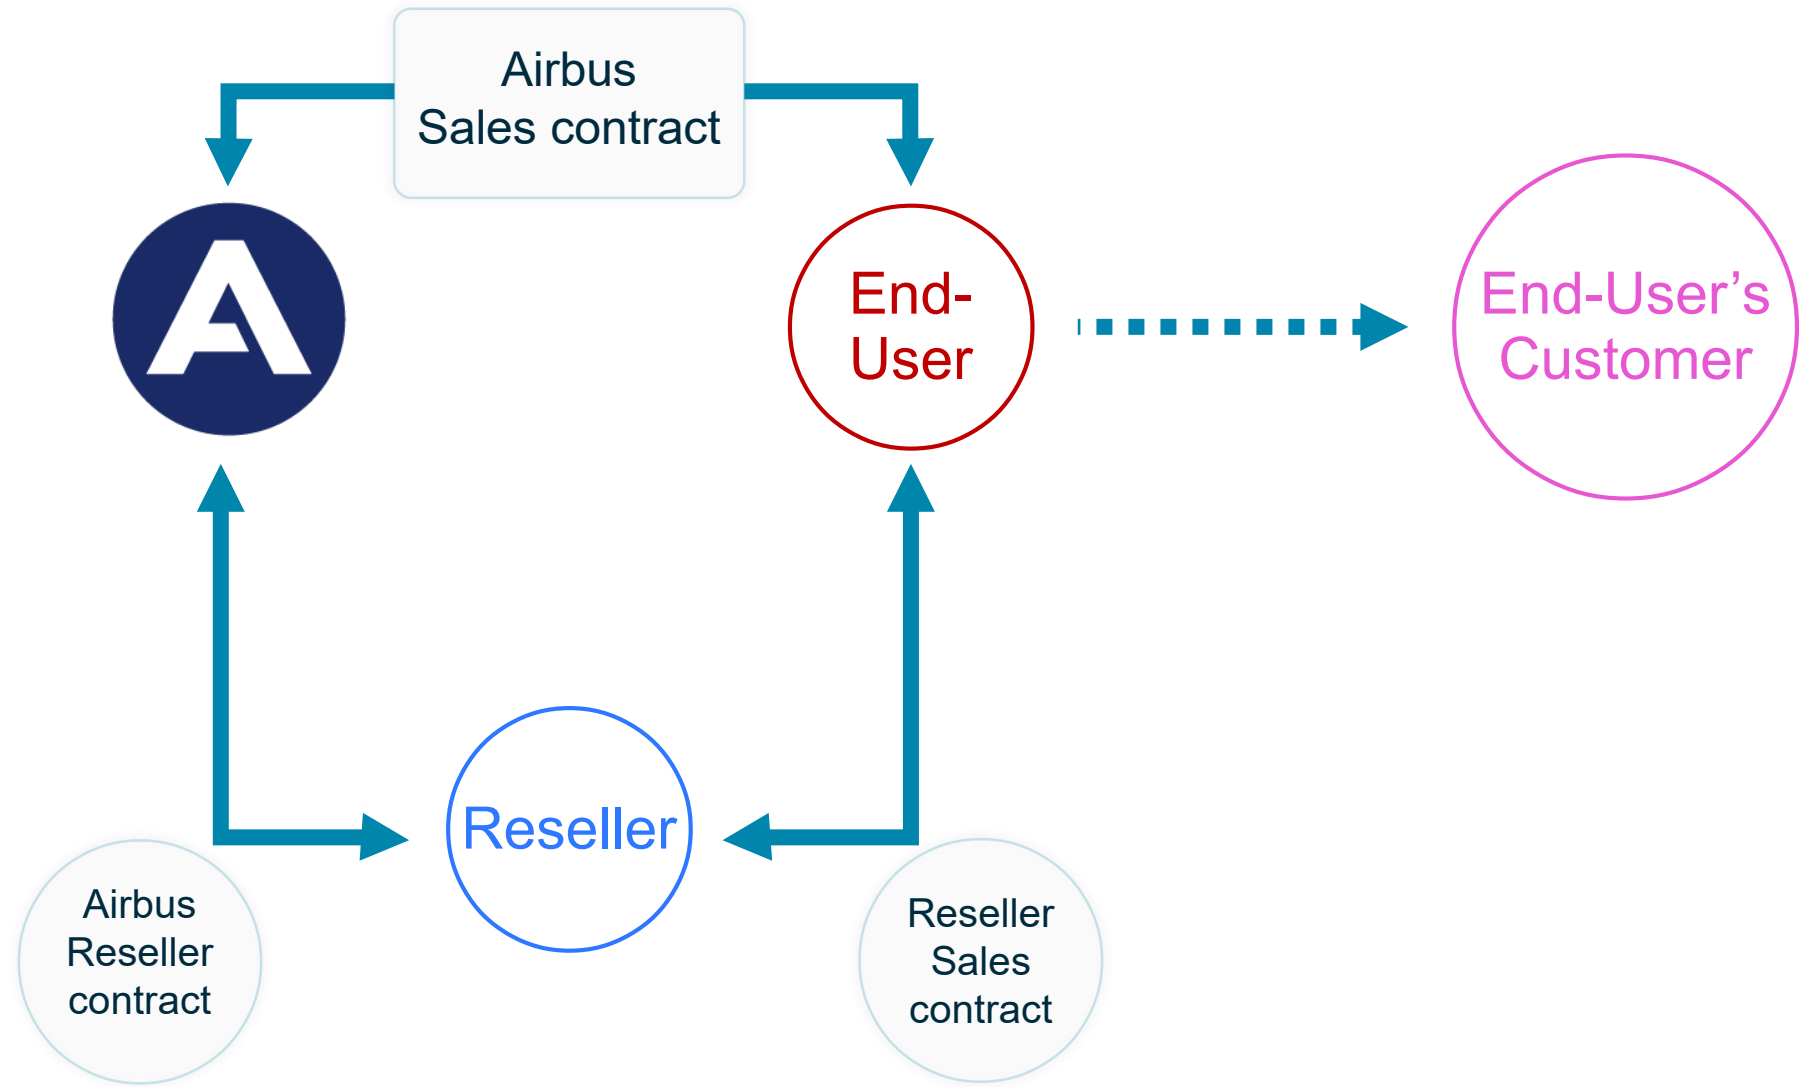 Airbus
Sales contract
A
End-
User
End-User’s
Customer
Reseller
Airbus
Reseller
contract
Reseller
Sales
contract